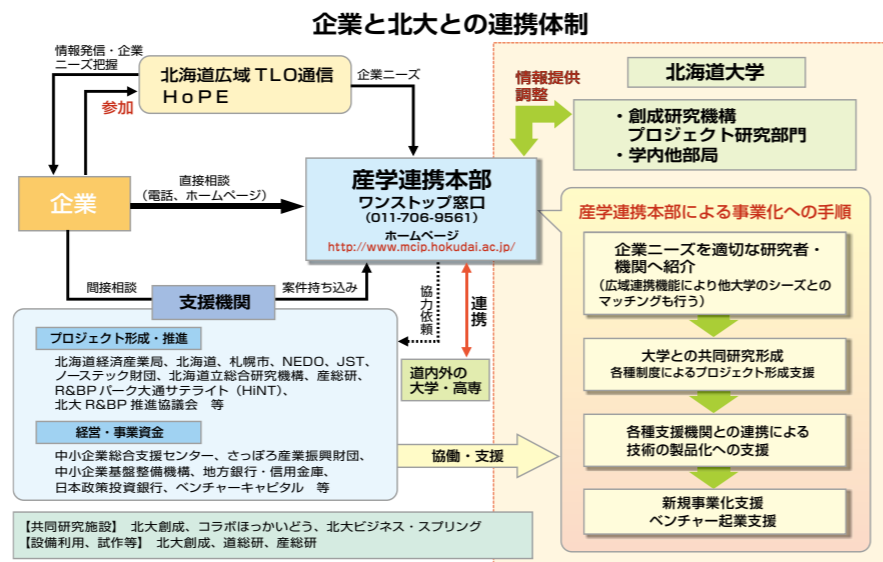 企業と北大との連携体制
情報発信・企業
ニーズ把握
参加
北海道広域TLO通信
HoPE
企業ニーズ
情報提供
調整
北海道大学
・創成研究機構
プロジェクト研究部門
・学内他部局
企業
直接相談
(電話、ホームページ)
産学連携本部
ワンストップ窓口
(011-706-9561)
ホームページ
http://www.mcip.hokudai.ac.jp/
間接相談
支援機関
案件持ち込み
協力依頼
連携
道内外の
大学・高専
プロジェクト形成・推進
北海道経済産業局、北海道、札幌市、NEDO、JST、
ノーステック財団、北海道立総合研究機構、産総研、
R&BPパーク大通サテライト(HiNT)、
北大R&BP推進協議会 等
経営・事業資金
中小企業総合支援センター、さっぽろ産業振興財団、
中小企業基盤整備機構、地方銀行・信用金庫、
日本政策投資銀行、ベンチャーキャピタル 等
協働・支援
産学連携本部による事業化への手順
企業ニーズを適切な研究者・
機関へ紹介
(広域連携機能により他大学のシーズとの
マッチングも行う)
大学との共同研究形成
各種制度によるプロジェクト形成支援
各種支援機関との連携による
技術の製品化への支援
新規事業化支援
ベンチャー起業支援
【共同研究施設】 北大創成、コラボほっかいどう、北大ビジネス・スプリング
【設備利用、試作等】 北大創成、道総研、産総研